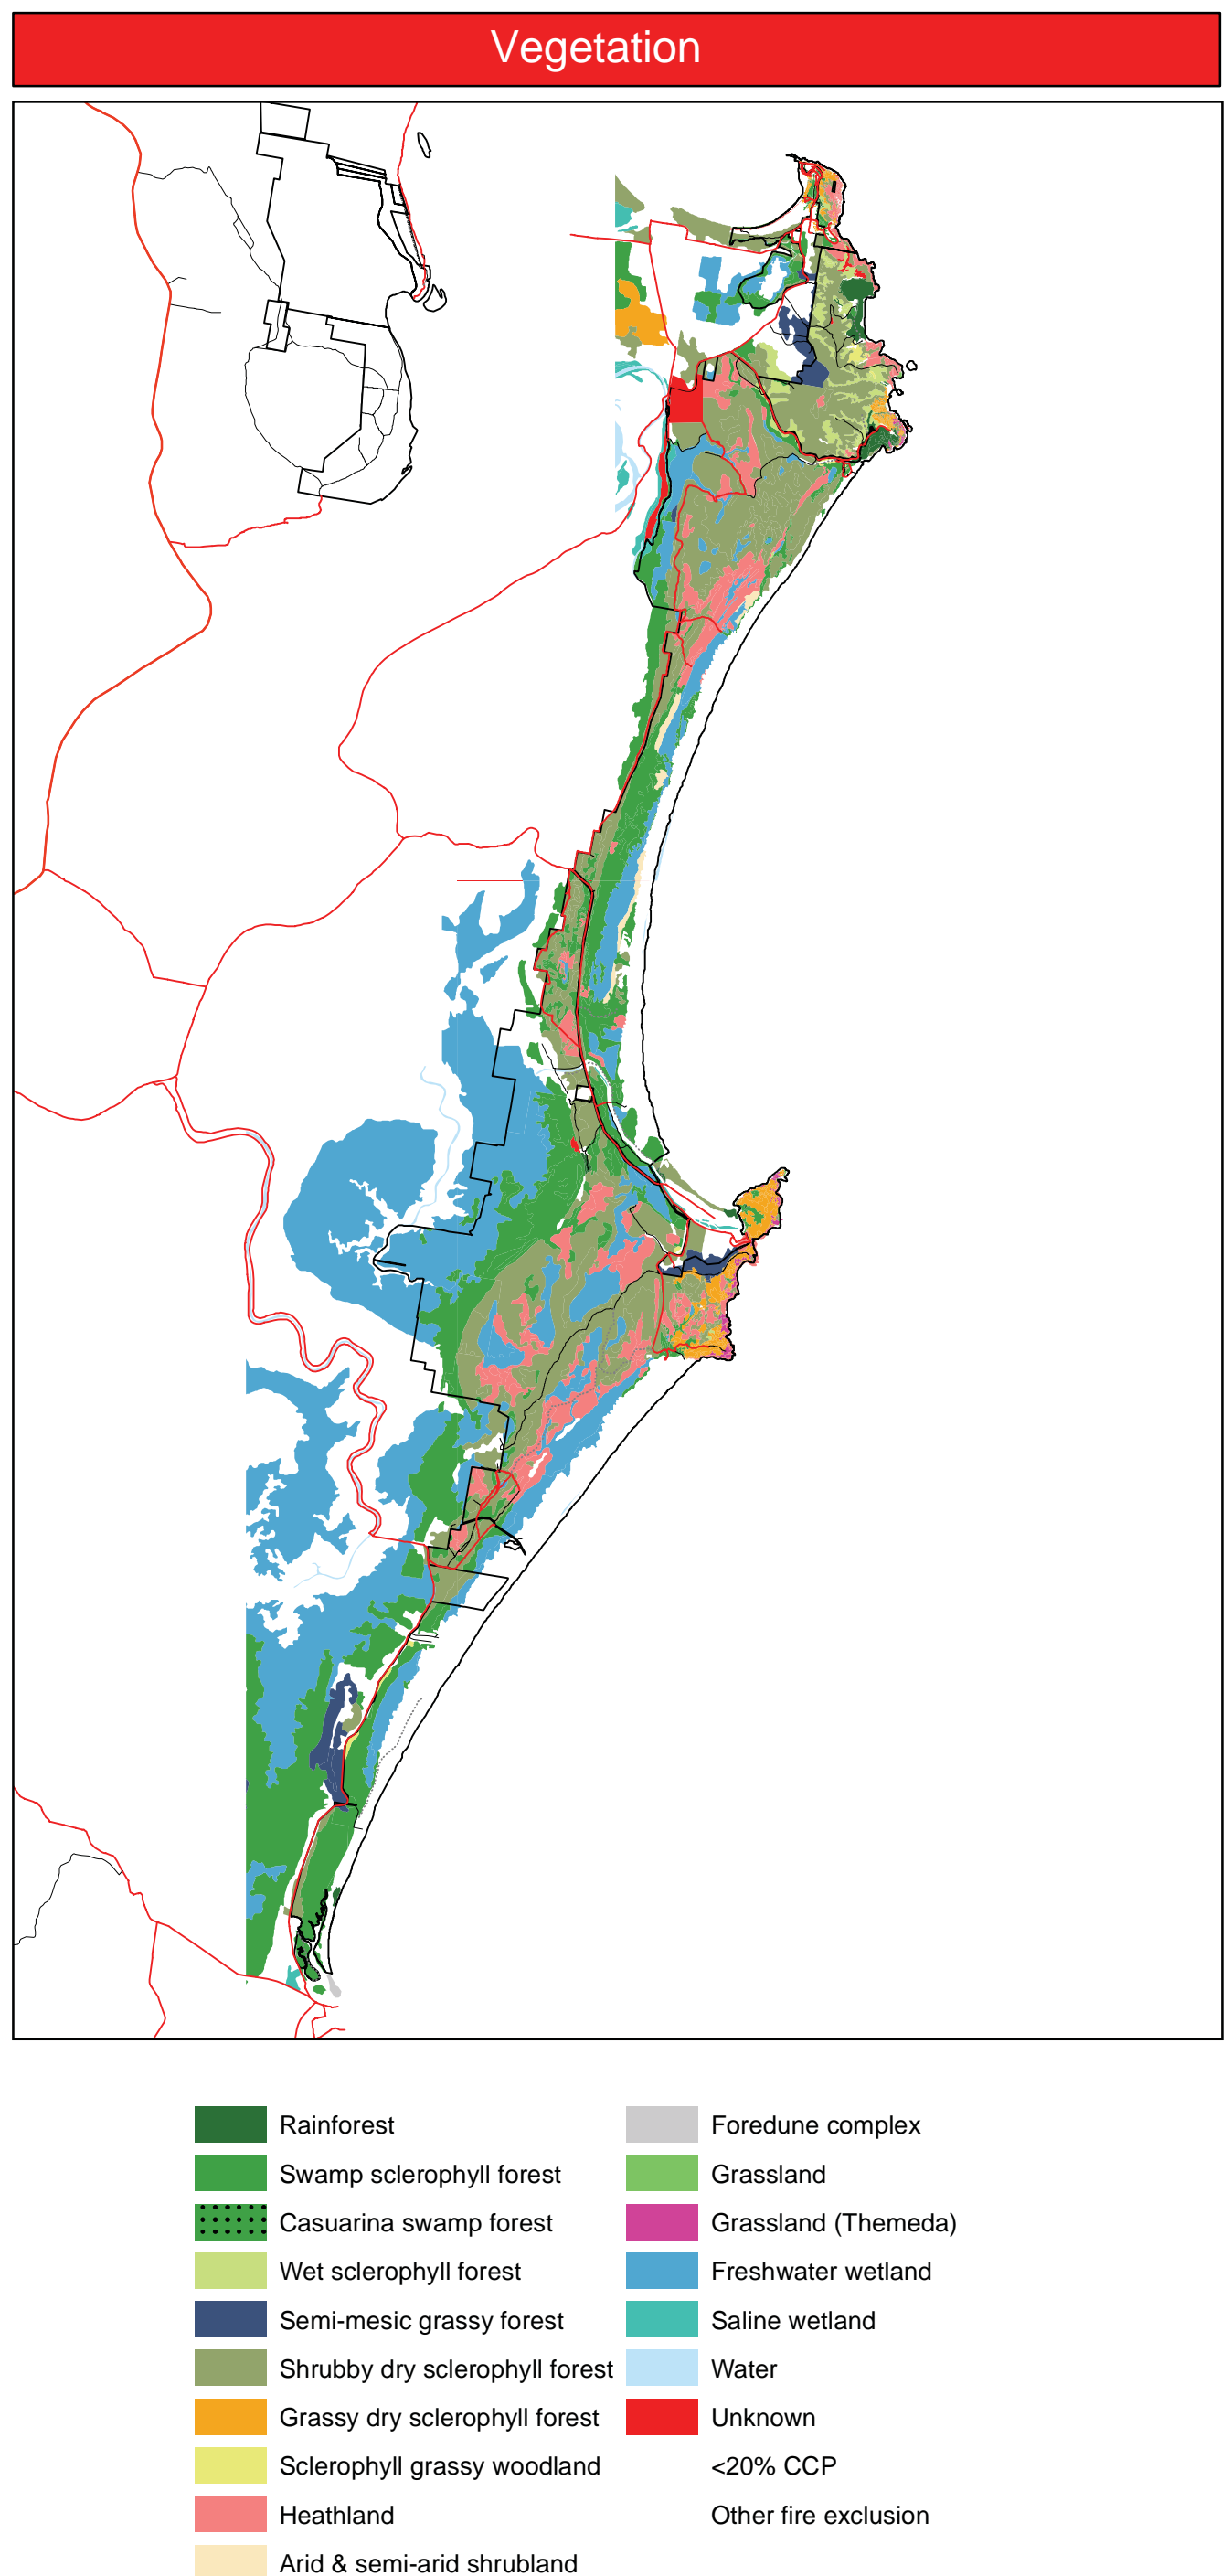 Vegetation
Rainforest
Swamp sclerophyll forest
Casuarina swamp forest
Wet sclerophyll forest
Semi-mesic grassy forest
Shrubby dry sclerophyll forest
Grassy dry sclerophyll forest
Sclerophyll grassy woodland
Heathland
Arid & semi-arid shrubland
Foredune complex
Grassland
Grassland (Themeda)
Freshwater wetland
Saline wetland
Water
Unknown
<20% CCP
Other fire exclusion